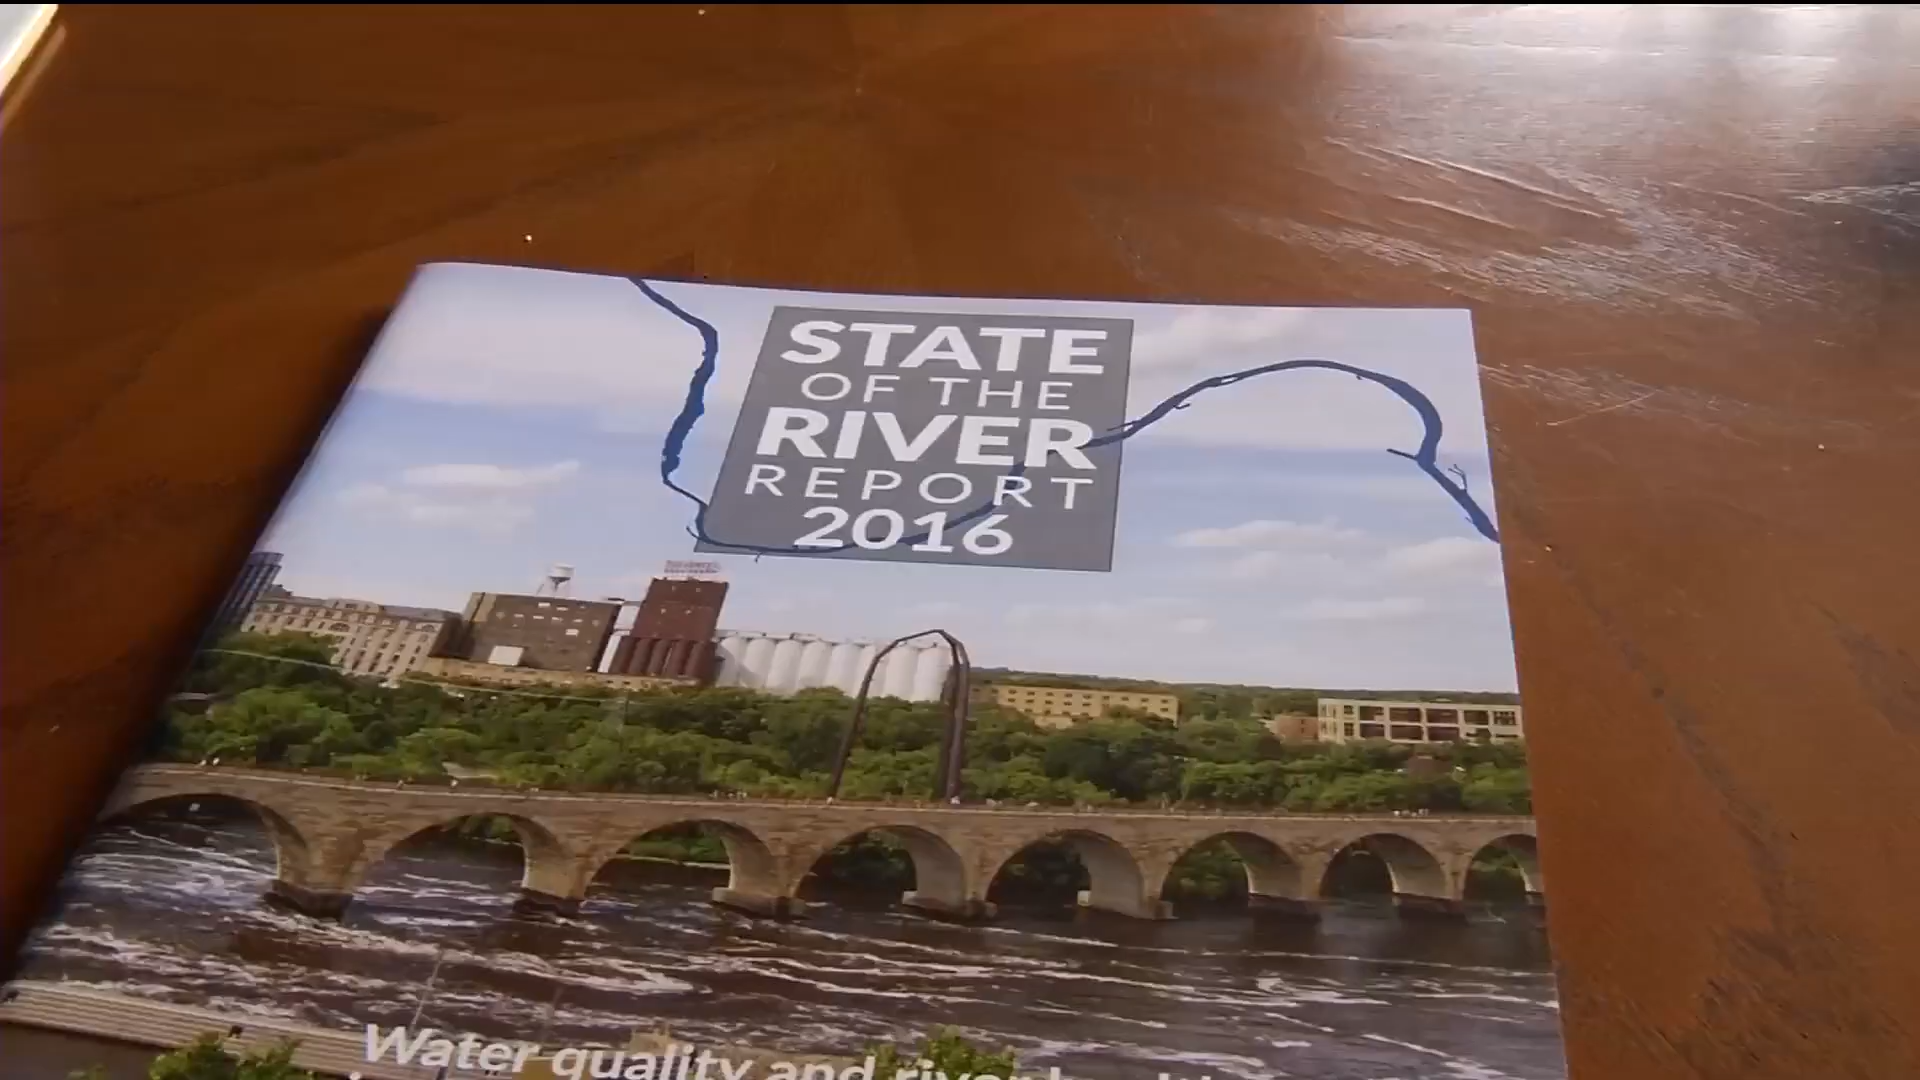 STATE
OF THE
RIVER
REPORT
2016
Water quality and river